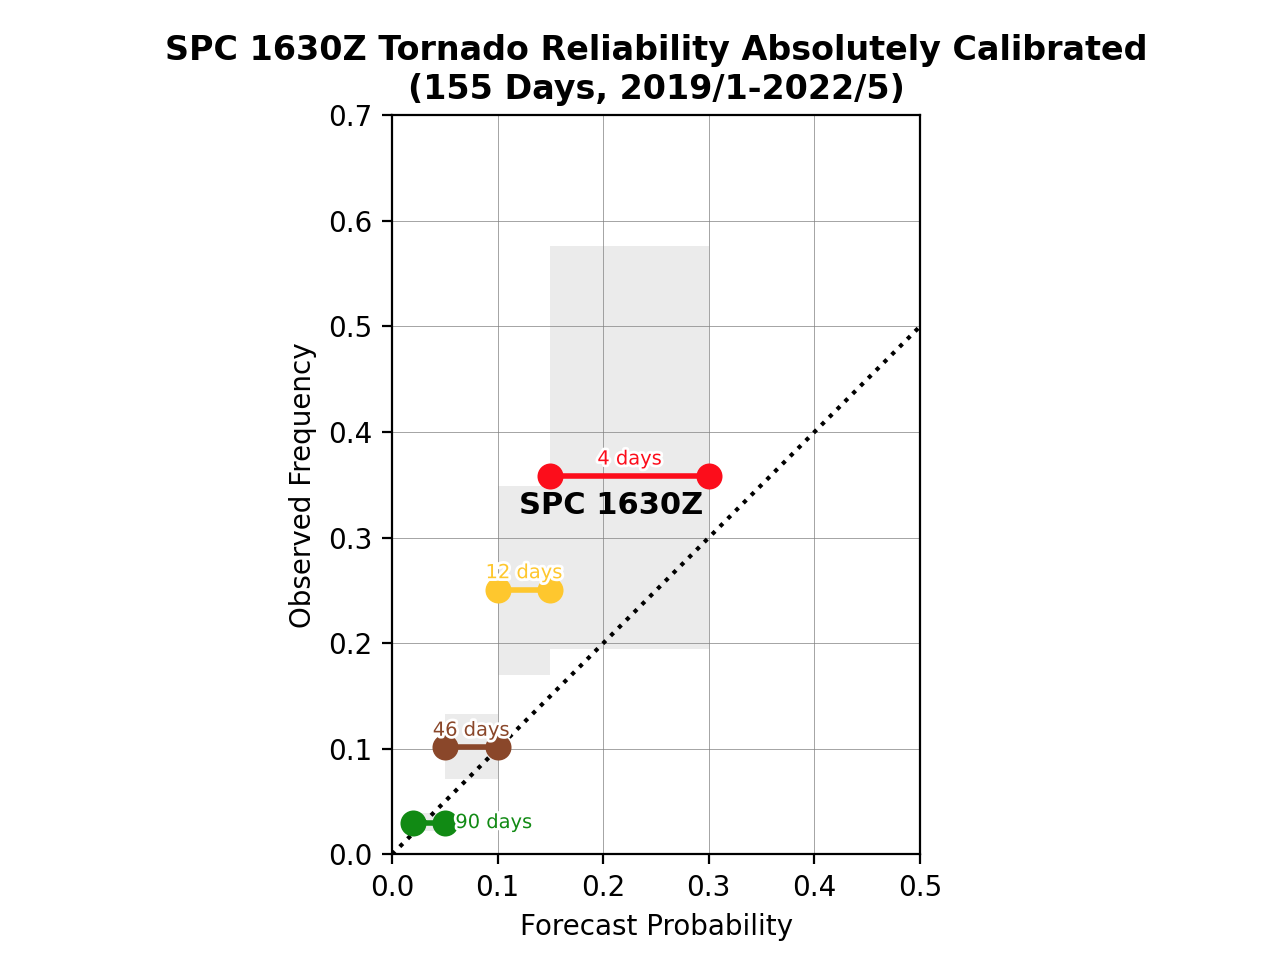 SPC 1630Z Tornado Reliability Absolutely Calibrated
(155 Days, 2019/1-2022/5)
0.7
0.6
0.5
0.4
0.3
0.2
0.1
0.0
Observed Frequency
4 days
SPC 1630Z
12 days
46 days
90 days
0.0 0.1 0.2 0.3 0.4 0.5
Forecast Probability